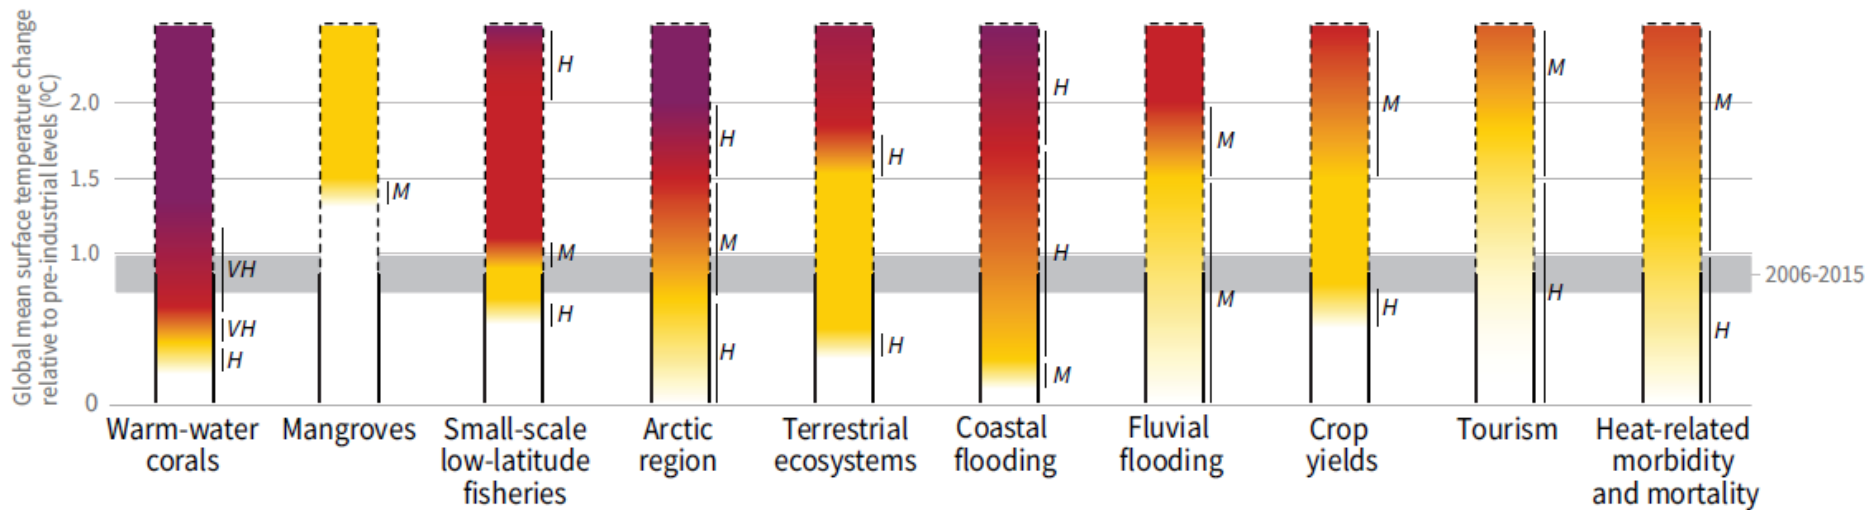 Global mean surface temperature change
relative to pre-industrial levels (ºC)
2.0
1.5
1.0
0
VH
VH
H
M
H
M
H
H
M
H
H
H
H
H
M
M
M
M
H
M
H
M
H
2006-2015
Warm-water
corals
Mangroves
Small-scale
low-latitude
fisheries
Arctic
region
Terrestrial
ecosystems
Coastal
flooding
Fluvial
flooding
Crop
yields
Tourism
Heat-related
morbidity
and mortality